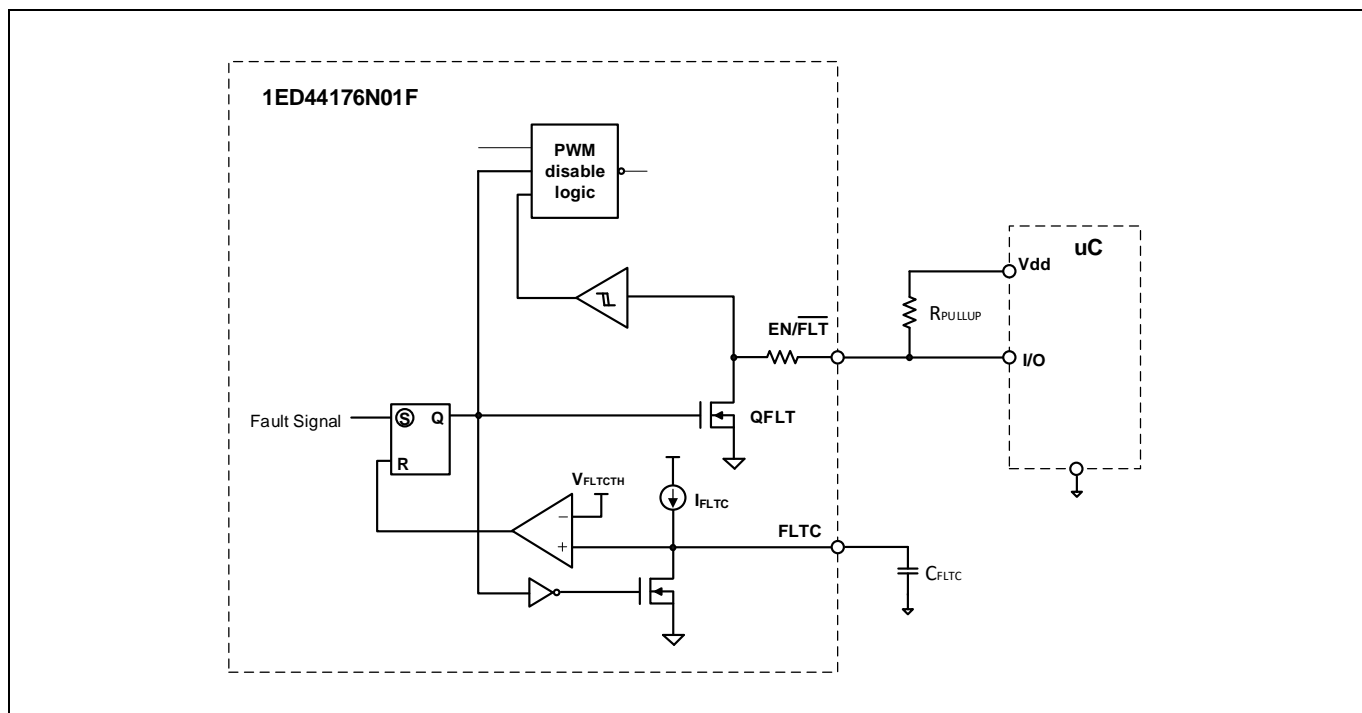 1ED44176N01F
PWM
disable
logic
uC
Vdd
RPULLUP
EN/FLT
I/O
Fault Signal
S
Q
QFLT
R
VFLTCTH
IFLTC
−
+
FLTC
CFLTC